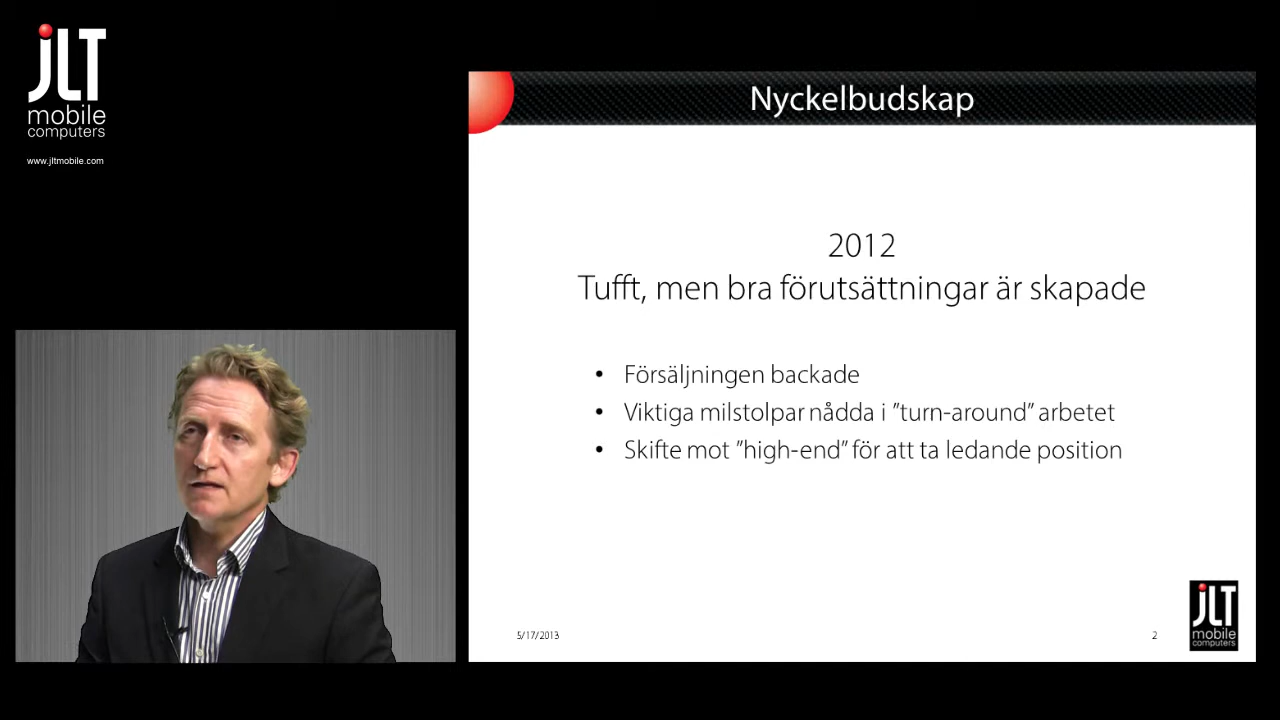 JLT
mobile
computers
www.jltmobile.com
Nyckelbudskap
2012
Tufft, men bra förutsättningar är skapade
• Försäljningen backade
• Viktiga milstolpar nådda i ”turn-around” arbetet
• Skifte mot ”high-end” för att ta ledande position
5/17/2013
2
JLT
mobile
computers